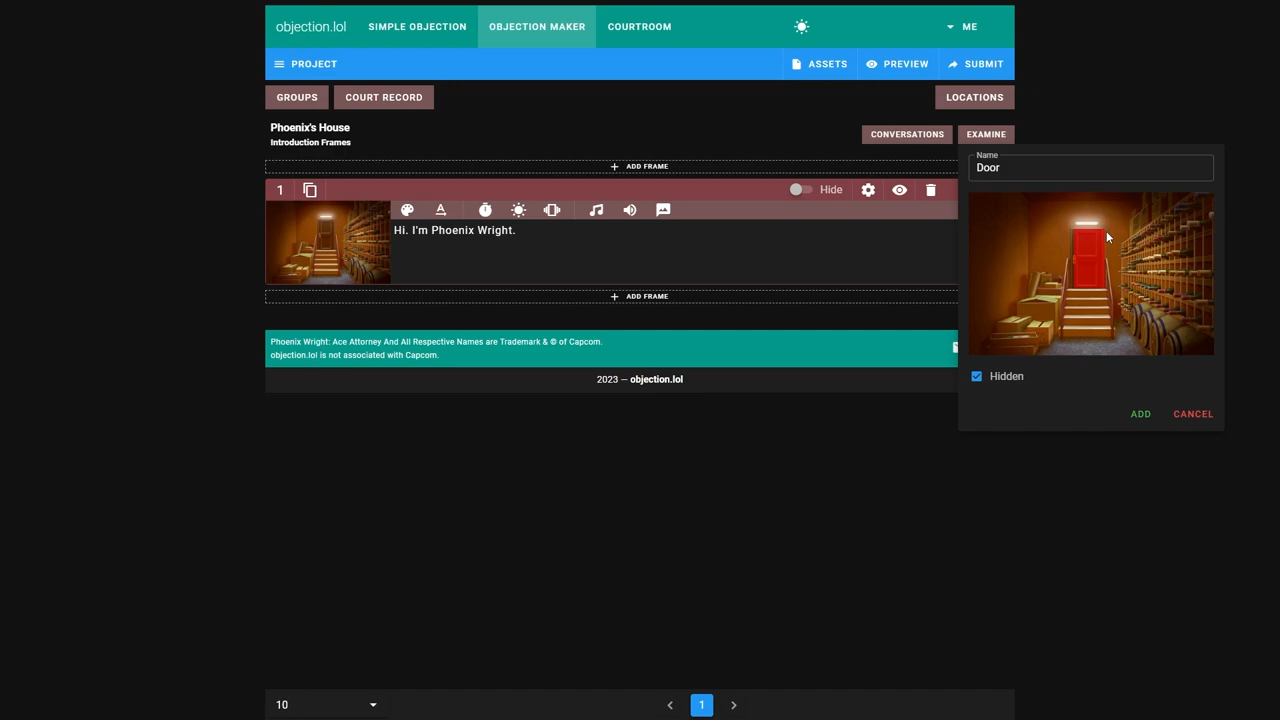 objection.lol SIMPLE OBJECTION OBJECTION MAKER COURTROOM ME
PROJECT ASSETS PREVIEW SUBMIT
GROUPS COURT RECORD LOCATIONS
Phoenix's House
Introduction Frames
CONVERSATIONS EXAMINE
ADD FRAME
1 Hide
Hi. I'm Phoenix Wright.
ADD FRAME
Name
Door
Hidden
ADD CANCEL
Phoenix Wright: Ace Attorney And All Respective Names are Trademark & © of Capcom.
objection.lol is not associated with Capcom.
2023 — objection.lol
10 1